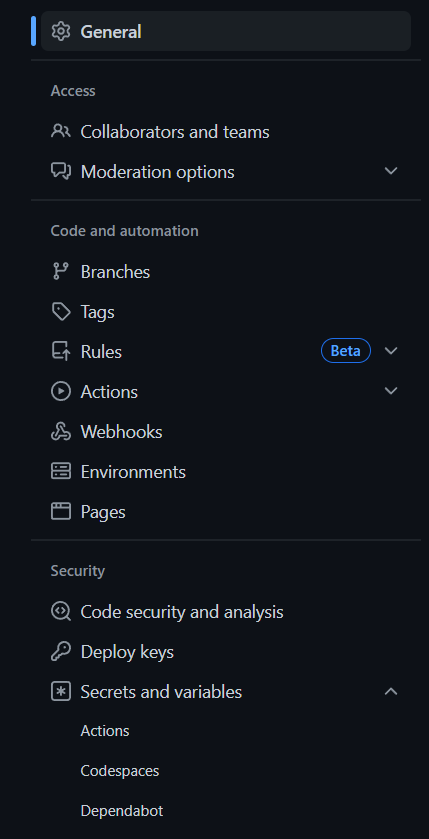 General
Access
Collaborators and teams
Moderation options
Code and automation
Branches
Tags
Rules Beta
Actions
Webhooks
Environments
Pages
Security
Code security and analysis
Deploy keys
Secrets and variables
Actions
Codespaces
Dependabot